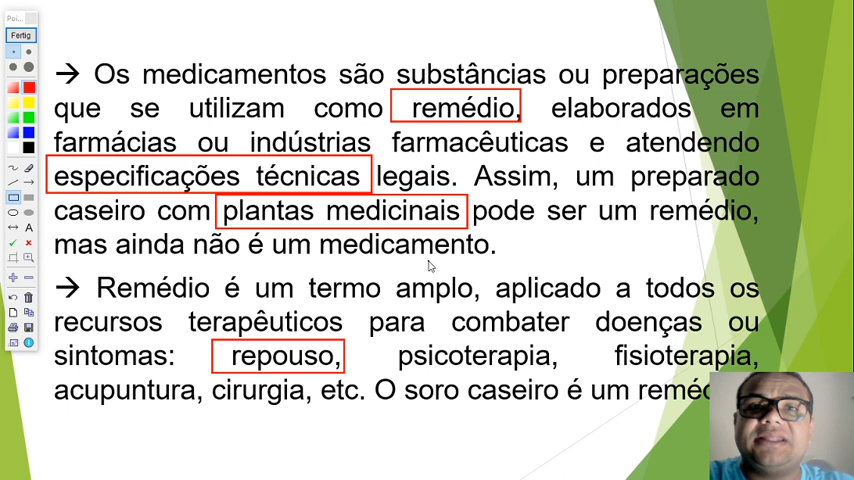 Poi...
Fertig
A
→ Os medicamentos são substâncias ou preparações
que se utilizam como remédio, elaborados em
farmácias ou indústrias farmacêuticas e atendendo
especificações técnicas legais. Assim, um preparado
caseiro com plantas medicinais pode ser um remédio,
mas ainda não é um medicamento.
→ Remédio é um termo amplo, aplicado a todos os
recursos terapêuticos para combater doenças ou
sintomas: repouso, psicoterapia, fisioterapia,
acupuntura, cirurgia, etc. O soro caseiro é um